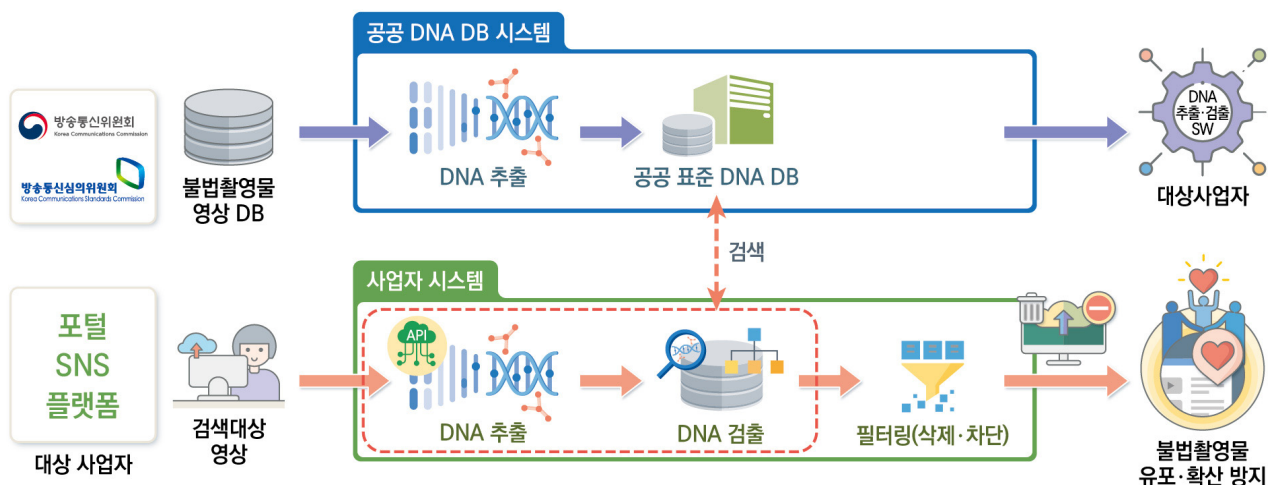 공공 DNA DB 시스템
방송통신위원회
Korea Communications Commission
방송통신심의위원회
Korea Communications Standards Commission
불법촬영물
영상 DB
DNA 추출
공공 표준 DNA DB
DNA
추출·검출
SW
대상사업자
검색
사업자 시스템
포털
SNS
플랫폼
대상 사업자
검색대상
영상
API
DNA 추출
DNA 검출
필터링(삭제·차단)
불법촬영물
유포·확산 방지